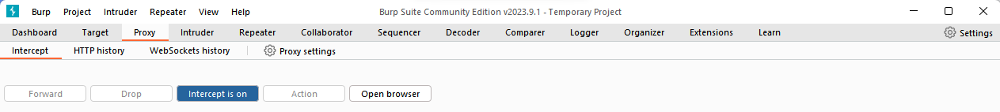 Burp Project Intruder Repeater View Help Burp Suite Community Edition v2023.9.1 - Temporary Project
Dashboard Target Proxy Intruder Repeater Collaborator Sequencer Decoder Comparer Logger Organizer Extensions Learn Settings
Intercept HTTP history WebSockets history Proxy settings
Forward Drop Intercept is on Action Open browser